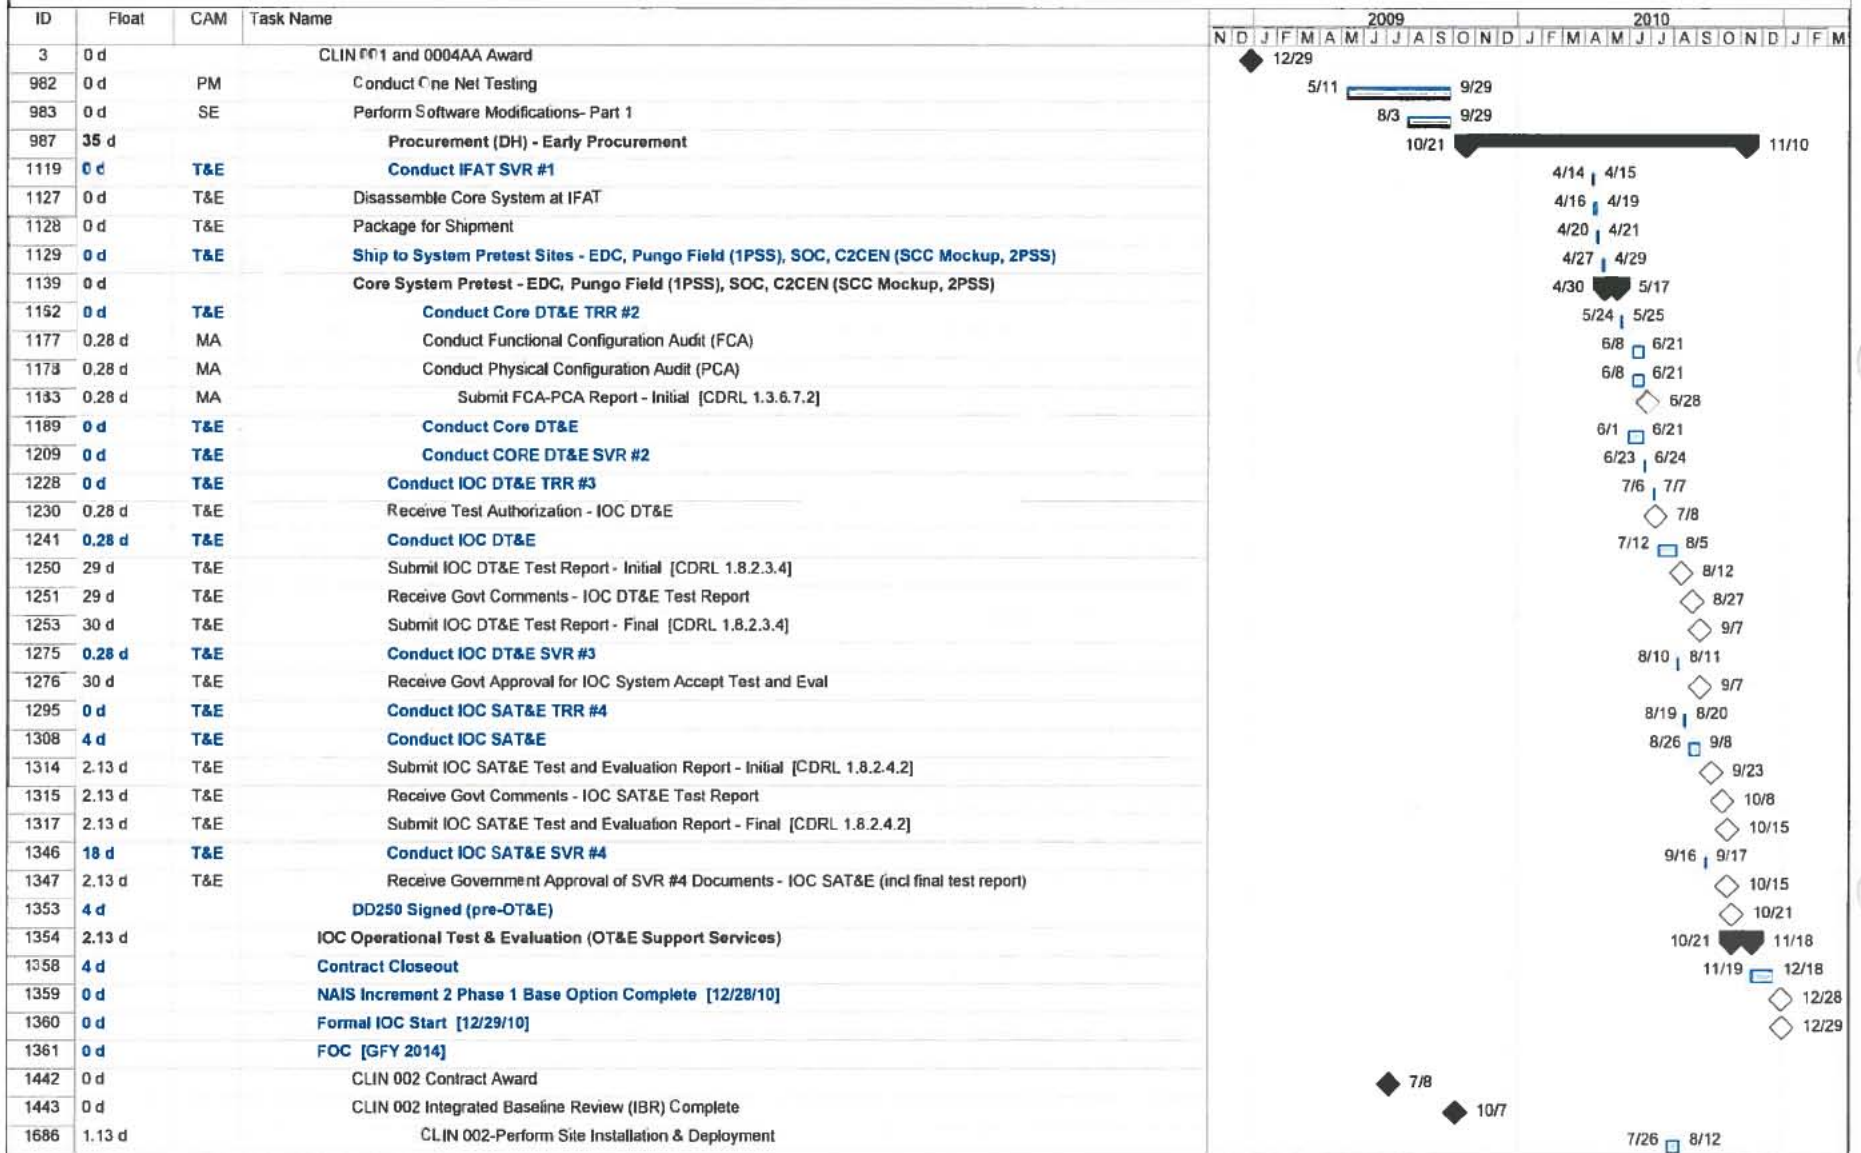 ID Float CAM Task Name 2009 2010
N D J F M A M J J A S O N D J F M A M J J A S O N D J F M
3 0 d CLIN 001 and 0004AA Award 12/29
982 0 d PM Conduct One Net Testing 5/11 9/29
983 0 d SE Perform Software Modifications- Part 1 8/3 9/29
987 35 d Procurement (DH) - Early Procurement 10/21 11/10
1119 0 d T&E Conduct IFAT SVR #1 4/14 4/15
1127 0 d T&E Disassemble Core System at IFAT 4/16 4/19
1128 0 d T&E Package for Shipment 4/20 4/21
1129 0 d T&E Ship to System Pretest Sites - EDC, Pungo Field (1PSS), SOC, C2CEN (SCC Mockup, 2PSS) 4/27 4/29
1139 0 d Core System Pretest - EDC, Pungo Field (1PSS), SOC, C2CEN (SCC Mockup, 2PSS) 4/30 5/17
1162 0 d T&E Conduct Core DT&E TRR #2 5/24 5/25
1177 0.28 d MA Conduct Functional Configuration Audit (FCA) 6/8 6/21
1178 0.28 d MA Conduct Physical Configuration Audit (PCA) 6/8 6/21
1183 0.28 d MA Submit FCA-PCA Report - Initial [CDRL 1.3.6.7.2] 6/28
1189 0 d T&E Conduct Core DT&E 6/1 6/21
1209 0 d T&E Conduct CORE DT&E SVR #2 6/23 6/24
1228 0 d T&E Conduct IOC DT&E TRR #3 7/6 7/7
1230 0.28 d T&E Receive Test Authorization - IOC DT&E 7/8
1241 0.28 d T&E Conduct IOC DT&E 7/12 8/5
1250 29 d T&E Submit IOC DT&E Test Report - Initial [CDRL 1.8.2.3.4] 8/12
1251 29 d T&E Receive Govt Comments - IOC DT&E Test Report 8/27
1253 30 d T&E Submit IOC DT&E Test Report - Final [CDRL 1.8.2.3.4] 9/7
1275 0.28 d T&E Conduct IOC DT&E SVR #3 8/10 8/11
1276 30 d T&E Receive Govt Approval for IOC System Accept Test and Eval 9/7
1295 0 d T&E Conduct IOC SAT&E TRR #4 8/19 8/20
1308 4 d T&E Conduct IOC SAT&E 8/26 9/8
1314 2.13 d T&E Submit IOC SAT&E Test and Evaluation Report - Initial [CDRL 1.8.2.4.2] 9/23
1315 2.13 d T&E Receive Govt Comments - IOC SAT&E Test Report 10/8
1317 2.13 d T&E Submit IOC SAT&E Test and Evaluation Report - Final [CDRL 1.8.2.4.2] 10/15
1346 18 d T&E Conduct IOC SAT&E SVR #4 9/16 9/17
1347 2.13 d T&E Receive Government Approval of SVR #4 Documents - IOC SAT&E (incl final test report) 10/15
1353 4 d DD250 Signed (pre-OT&E) 10/21
1354 2.13 d IOC Operational Test & Evaluation (OT&E Support Services) 10/21 11/18
1358 4 d Contract Closeout 11/19 12/18
1359 0 d NAIS Increment 2 Phase 1 Base Option Complete [12/28/10] 12/28
1360 0 d Formal IOC Start [12/29/10] 12/29
1361 0 d FOC [GFY 2014]
1442 0 d CLIN 002 Contract Award 7/8
1443 0 d CLIN 002 Integrated Baseline Review (IBR) Complete 10/7
1686 1.13 d CLIN 002-Perform Site Installation & Deployment 7/26 8/12